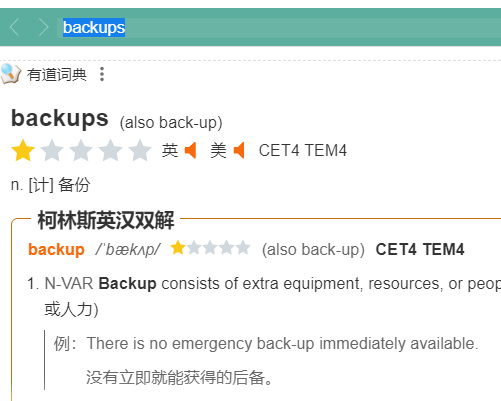 backups
有道词典
backups (also back-up)
英 美 CET4 TEM4
n. [计] 备份
柯林斯英汉双解
backup /ˈbækʌp/ (also back-up) CET4 TEM4
1. N-VAR Backup consists of extra equipment, resources, or
或人力)
例: There is no emergency back-up immediately available.
没有立即就能获得的后备。